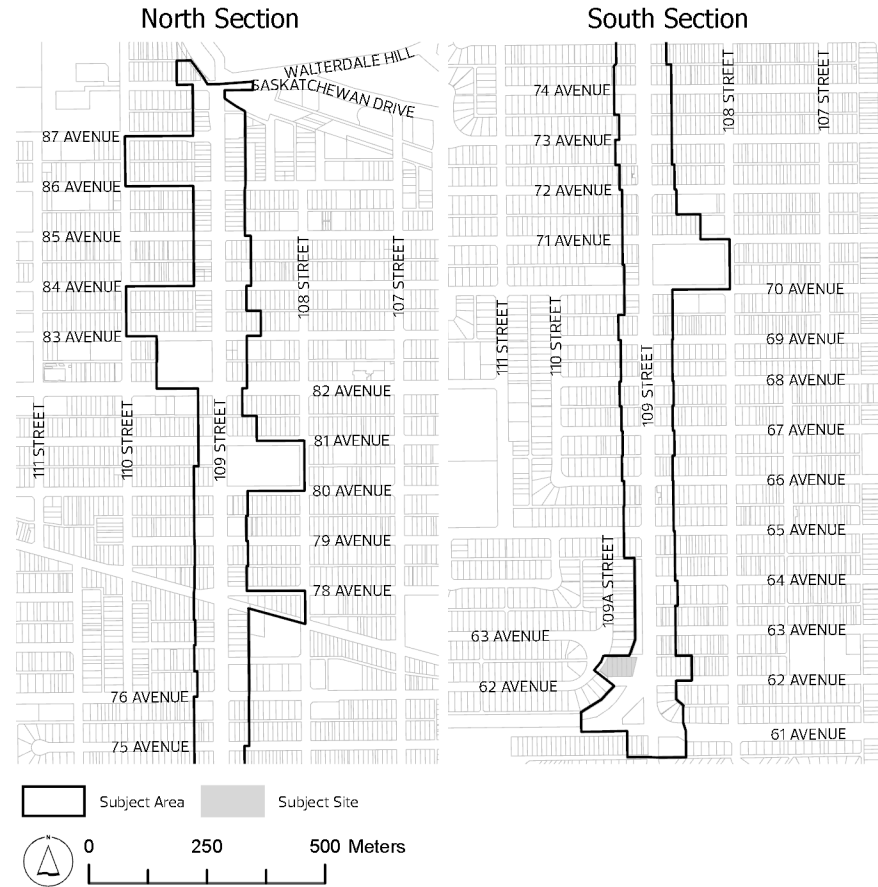 North Section
South Section
WALTERDALE HILL
SASKATCHEWAN DRIVE
87 AVENUE
86 AVENUE
85 AVENUE
84 AVENUE
83 AVENUE
108 STREET
107 STREET
82 AVENUE
111 STREET
110 STREET
109 STREET
81 AVENUE
80 AVENUE
79 AVENUE
78 AVENUE
76 AVENUE
75 AVENUE
74 AVENUE
73 AVENUE
72 AVENUE
71 AVENUE
108 STREET
107 STREET
70 AVENUE
111 STREET
110 STREET
109 STREET
69 AVENUE
68 AVENUE
67 AVENUE
66 AVENUE
65 AVENUE
109A STREET
64 AVENUE
63 AVENUE
63 AVENUE
62 AVENUE
62 AVENUE
61 AVENUE
Subject Area
Subject Site
N
0 250 500 Meters